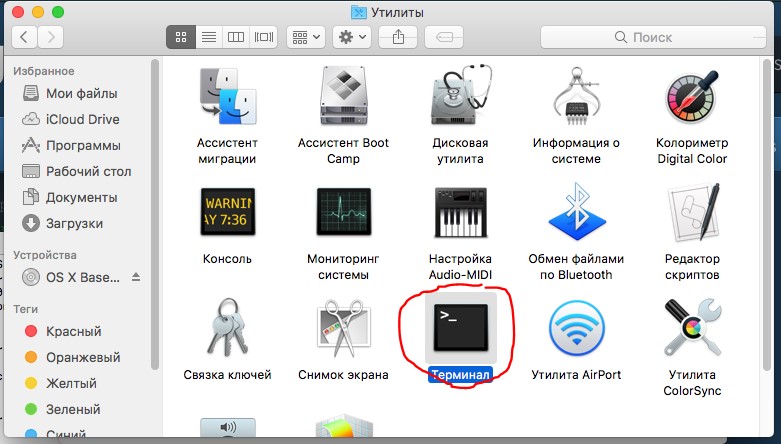 Утилиты
Поиск
Избранное
Мои файлы
iCloud Drive
Программы
Рабочий стол
Документы
Загрузки
Устройства
OS X Base...
Теги
Красный
Оранжевый
Желтый
Зеленый
Синий
Ассистент
миграции
Ассистент Boot
Camp
Дисковая
утилита
Информация о
системе
Колориметр
Digital Color
WARNIN
AY 7:36
Консоль
Мониторинг
системы
Настройка
Audio-MIDI
Обмен файлами
по Bluetooth
Редактор
скриптов
Связка ключей
Снимок экрана
>_
Терминал
Утилита AirPort
Утилита
ColorSync